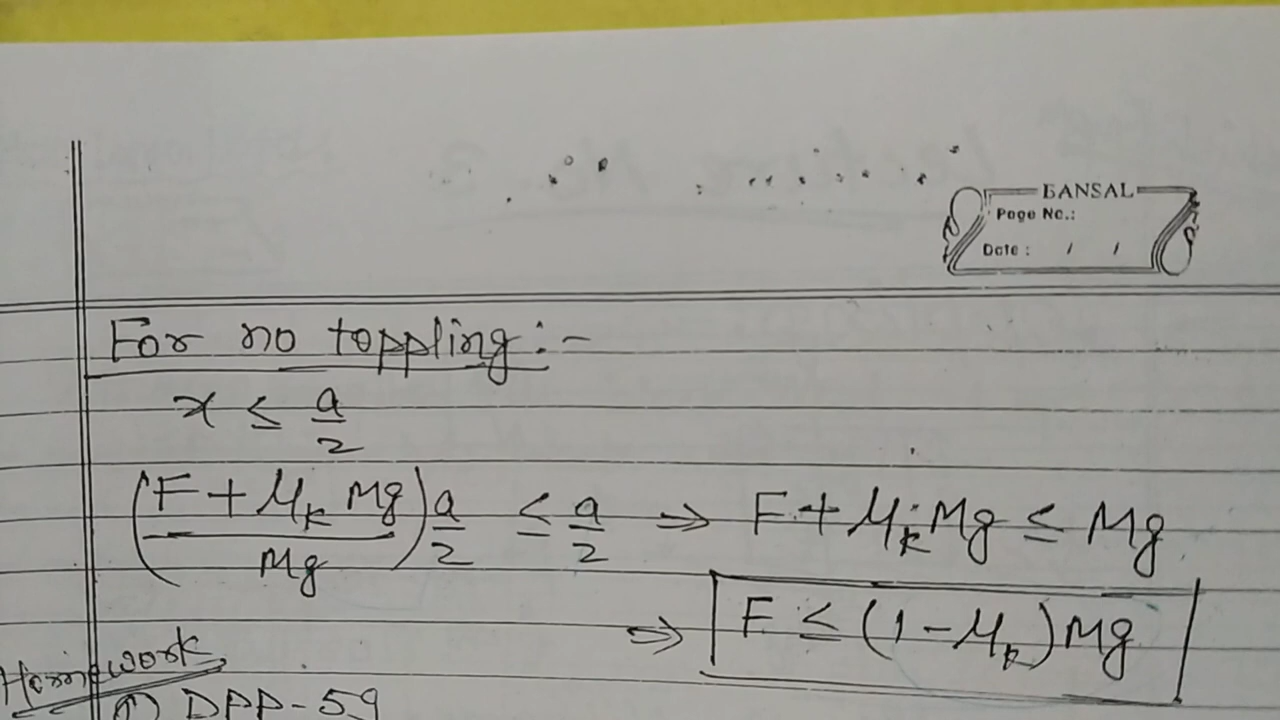 BANSAL
Page No.:
Date : / /
For no toppling :-
x ≤ a/2
((F + μₖ Mg)/Mg) a/2 ≤ a/2 ⇒ F + μₖ Mg ≤ Mg
⇒ F ≤ (1 - μₖ) Mg
Homework
① DPP-59